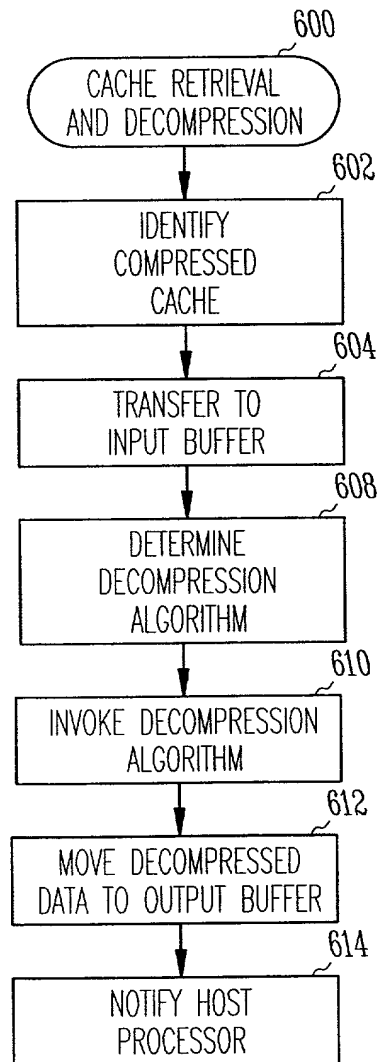 600
CACHE RETRIEVAL
AND DECOMPRESSION
602
IDENTIFY
COMPRESSED
CACHE
604
TRANSFER TO
INPUT BUFFER
608
DETERMINE
DECOMPRESSION
ALGORITHM
610
INVOKE DECOMPRESSION
ALGORITHM
612
MOVE DECOMPRESSED
DATA TO OUTPUT BUFFER
614
NOTIFY HOST
PROCESSOR